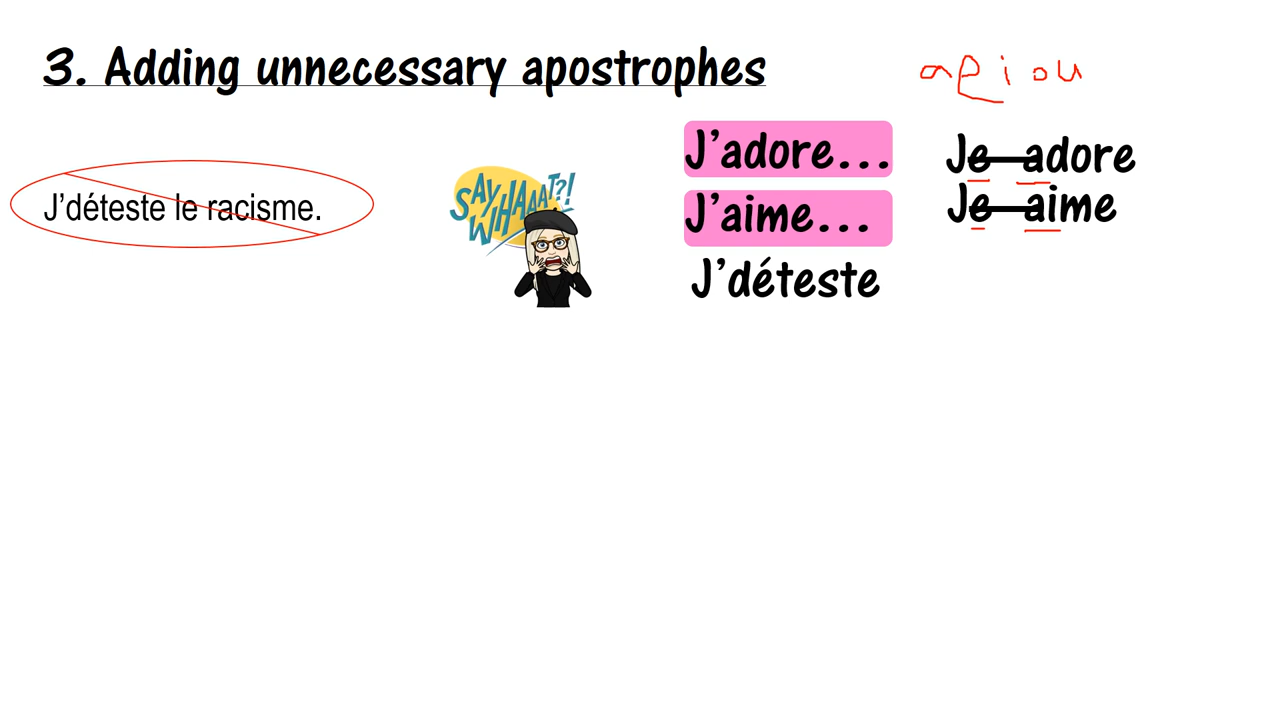 3. Adding unnecessary apostrophes
a e i o u
J'déteste le racisme.
SAY WHAAAT?!
J'adore...
J'aime...
J'déteste
Je adore
Je aime